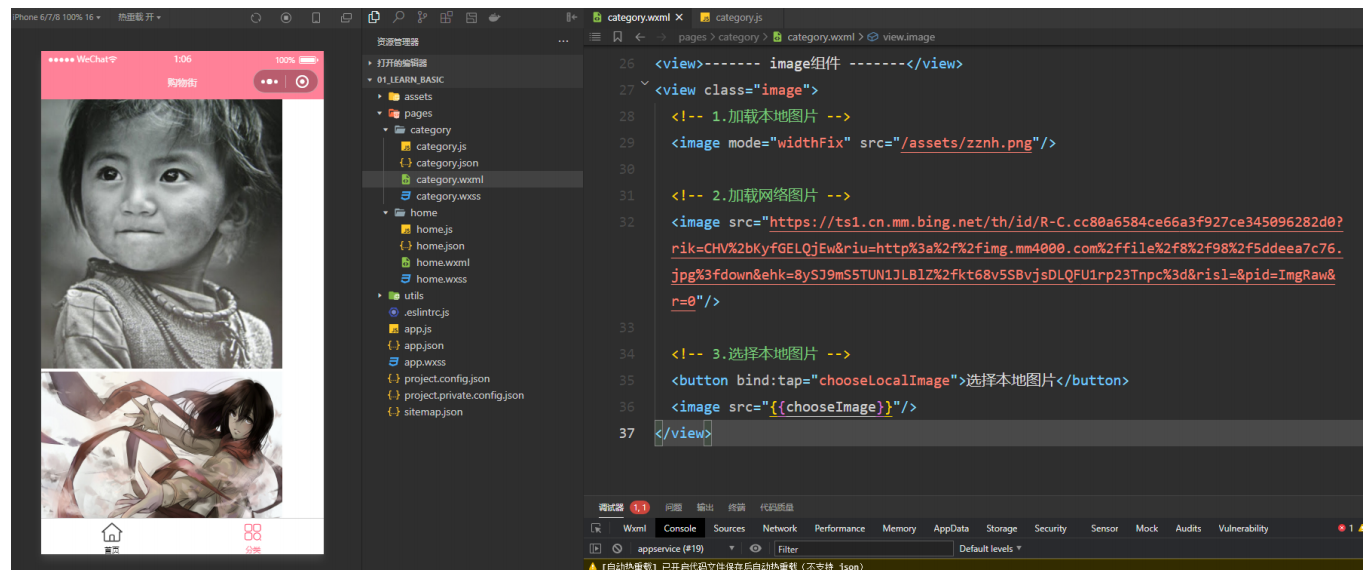 iPhone 6/7/8 100% 16
热重载 开
WeChat
1:06
100%
购物街
首页
分类
资源管理器
打开的编辑器
01_LEARN_BASIC
assets
pages
category
category.js
category.json
category.wxml
category.wxss
home
home.js
home.json
home.wxml
home.wxss
utils
.eslintrc.js
app.js
app.json
app.wxss
project.config.json
project.private.config.json
sitemap.json
category.wxml
category.js
pages > category > category.wxml > view.image
26 <view>------- image组件 -------</view>
27 <view class="image">
28 <!-- 1.加载本地图片 -->
29 <image mode="widthFix" src="/assets/zznh.png"/>
30
31 <!-- 2.加载网络图片 -->
32 <image src="https://ts1.cn.mm.bing.net/th/id/R-C.cc80a6584ce66a3f927ce345096282d0?
rik=CHV%2bKyfGELQjEw&riu=http%3a%2f%2fimg.mm4000.com%2ffile%2f8%2f98%2f5ddeea7c76.
jpg%3fdown&ehk=8ySJ9mS5TUN1JLBlZ%2fkt68v5SBvjsDLQFU1rp23Tnpc%3d&risl=&pid=ImgRaw&
r=0"/>
33
34 <!-- 3.选择本地图片 -->
35 <button bind:tap="chooseLocalImage">选择本地图片</button>
36 <image src="{{chooseImage}}"/>
37 </view>
调试器 1, 1 问题 输出 终端 代码质量
Wxml Console Sources Network Performance Memory AppData Storage Security Sensor Mock Audits Vulnerability 1
appservice (#19) Filter Default levels
[自动热重载] 已开启代码文件保存后自动热重载（不支持 json）